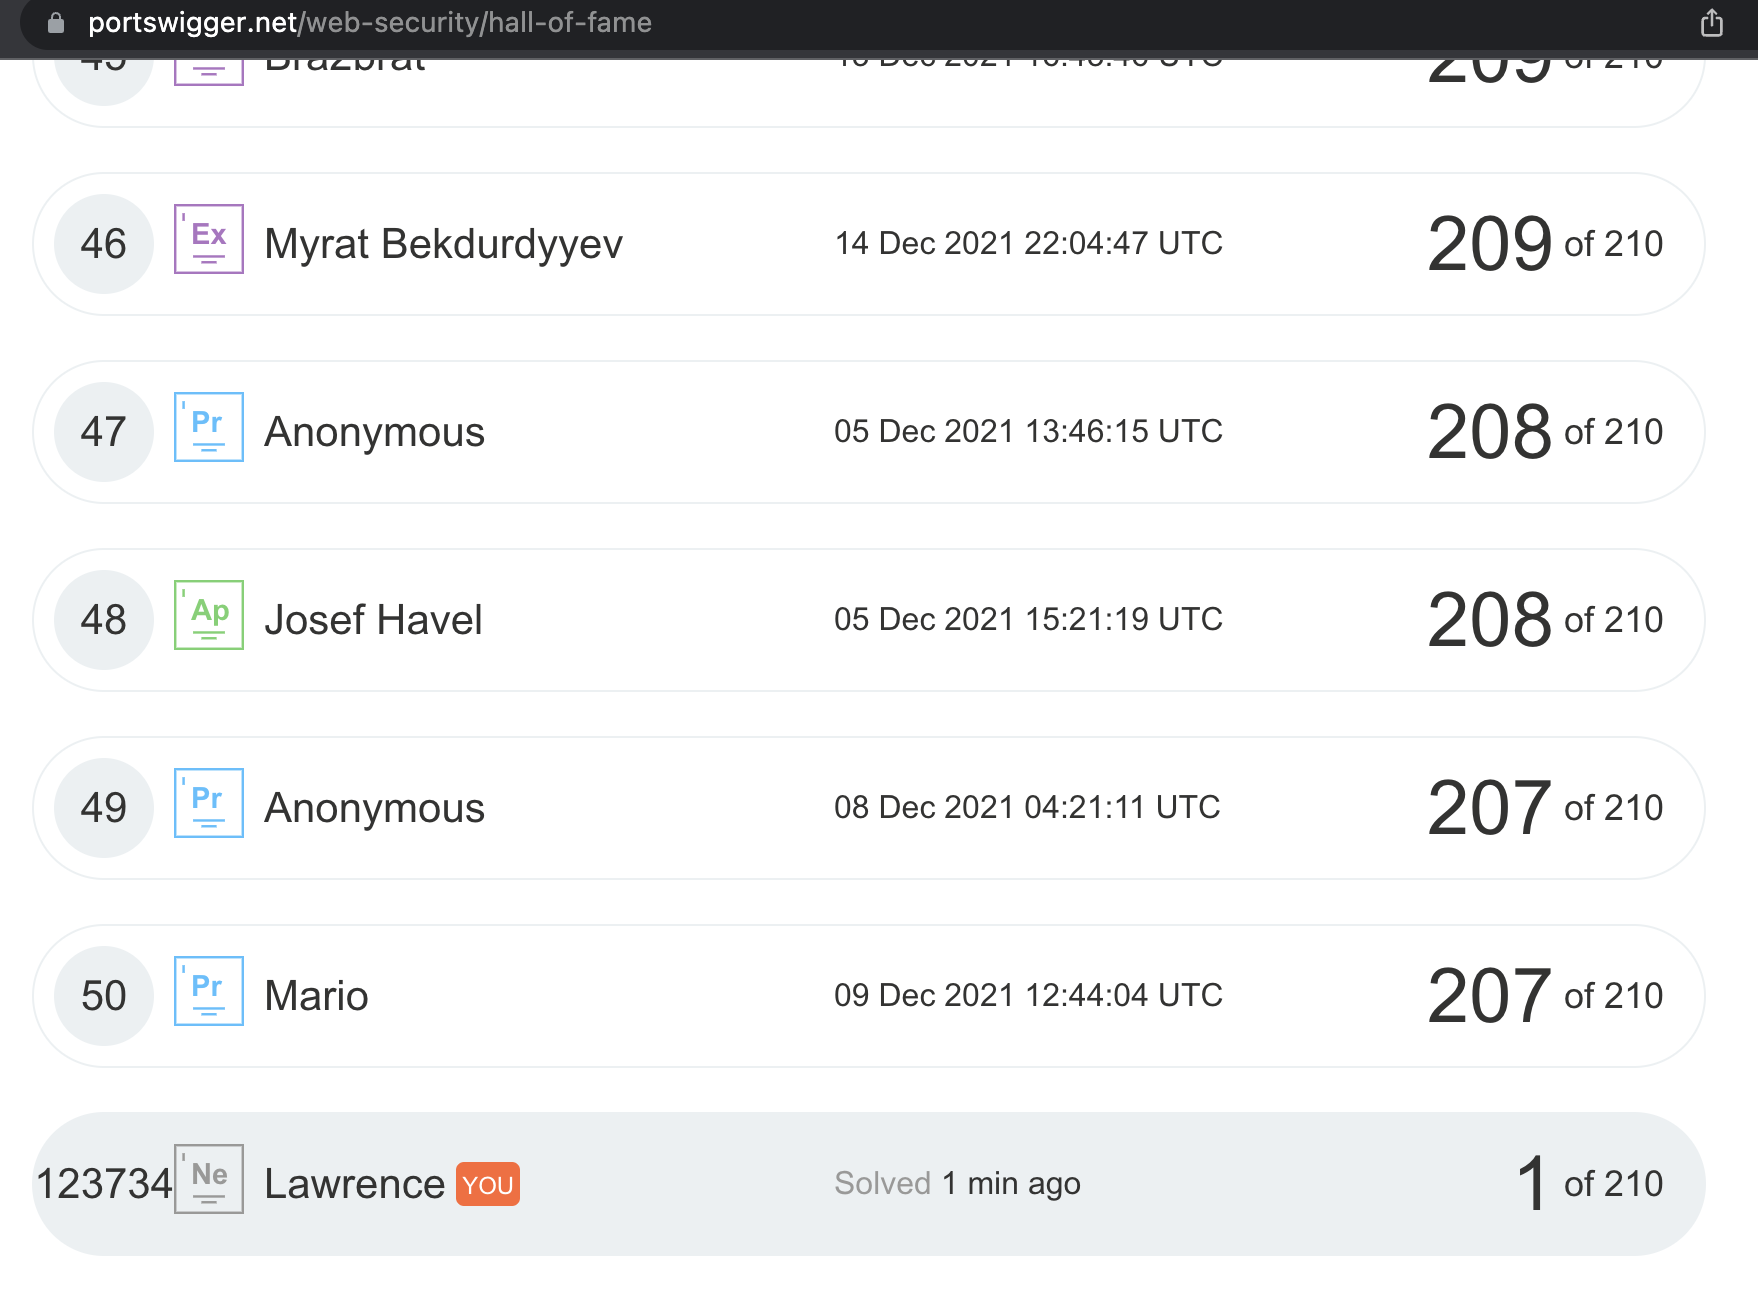 portswigger.net/web-security/hall-of-fame
45 Brazbrat 209 of 210
46 Ex Myrat Bekdurdyyev 14 Dec 2021 22:04:47 UTC 209 of 210
47 Pr Anonymous 05 Dec 2021 13:46:15 UTC 208 of 210
48 Ap Josef Havel 05 Dec 2021 15:21:19 UTC 208 of 210
49 Pr Anonymous 08 Dec 2021 04:21:11 UTC 207 of 210
50 Pr Mario 09 Dec 2021 12:44:04 UTC 207 of 210
123734 Ne Lawrence YOU Solved 1 min ago 1 of 210